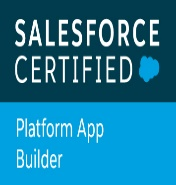 SALESFORCE
CERTIFIED
Platform App
Builder